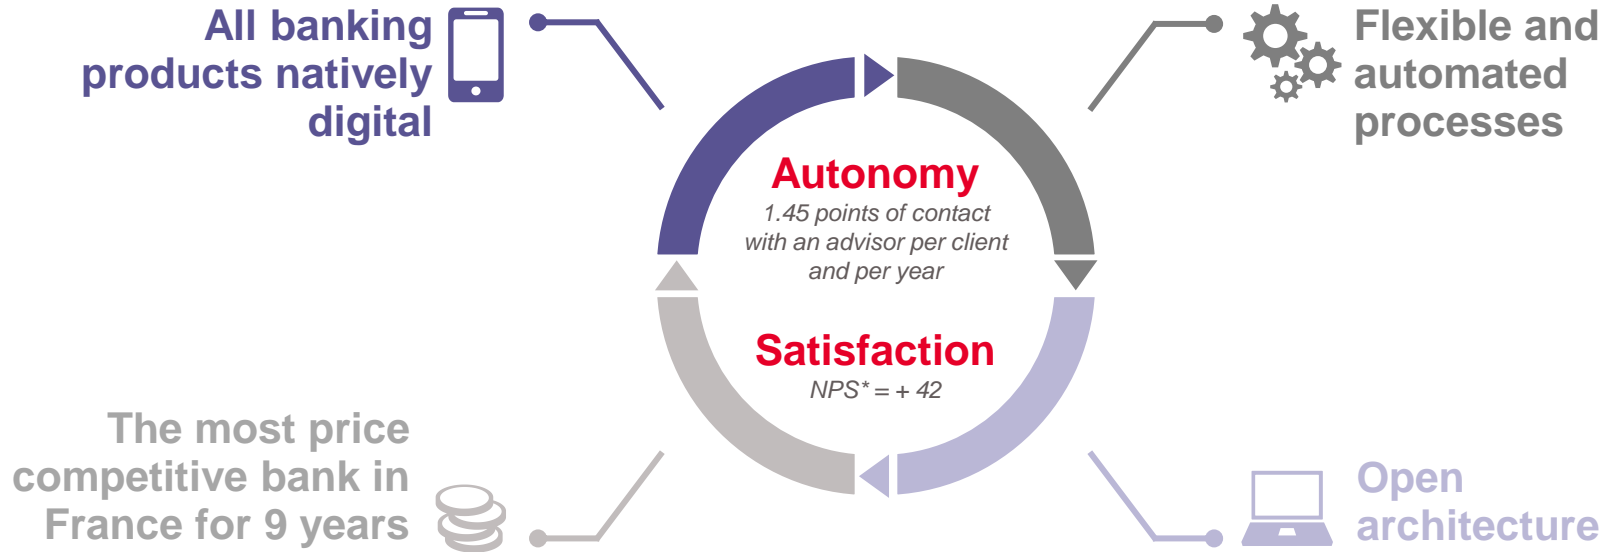 All banking
products natively
digital
Flexible and
automated
processes
Autonomy
1.45 points of contact
with an advisor per client
and per year
Satisfaction
NPS* = + 42
The most price
competitive bank in
France for 9 years
Open
architecture